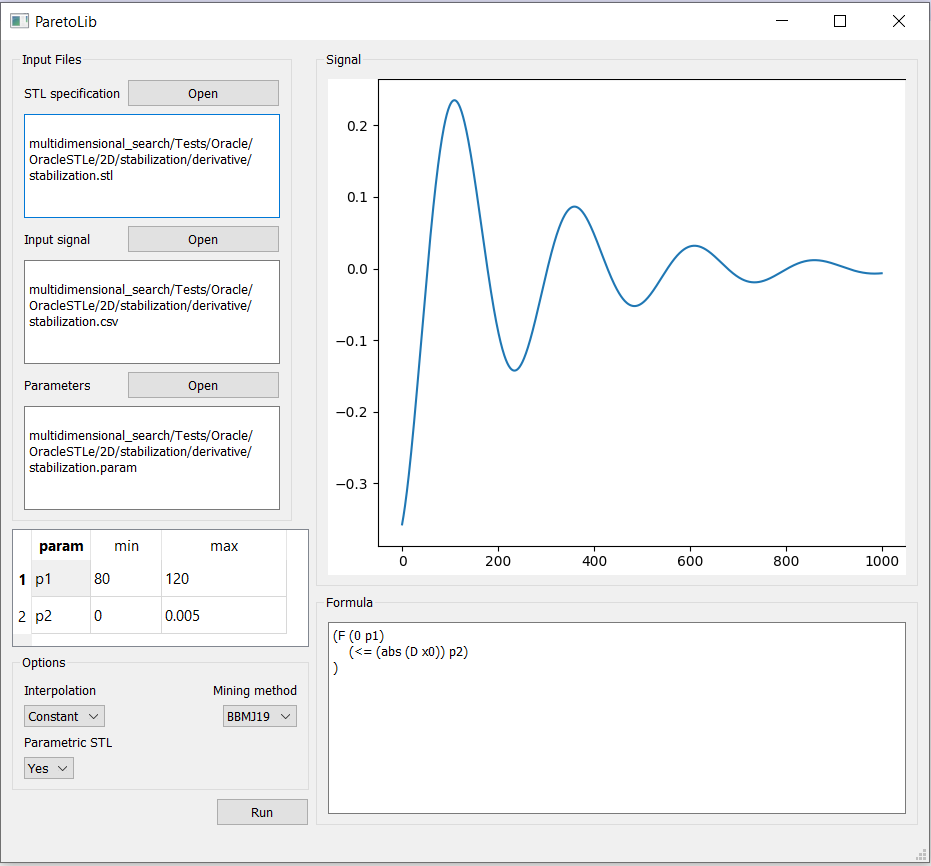 ParetoLib
Input Files
STL specification Open
multidimensional_search/Tests/Oracle/
OracleSTLe/2D/stabilization/derivative/
stabilization.stl
Input signal Open
multidimensional_search/Tests/Oracle/
OracleSTLe/2D/stabilization/derivative/
stabilization.csv
Parameters Open
multidimensional_search/Tests/Oracle/
OracleSTLe/2D/stabilization/derivative/
stabilization.param
param min max
1 p1 80 120
2 p2 0 0.005
Options
Interpolation Mining method
Constant BBMJ19
Parametric STL
Yes
Run
Signal
0.2
0.1
0.0
−0.1
−0.2
−0.3
0 200 400 600 800 1000
Formula
(F (0 p1)
(<= (abs (D x0)) p2)
)